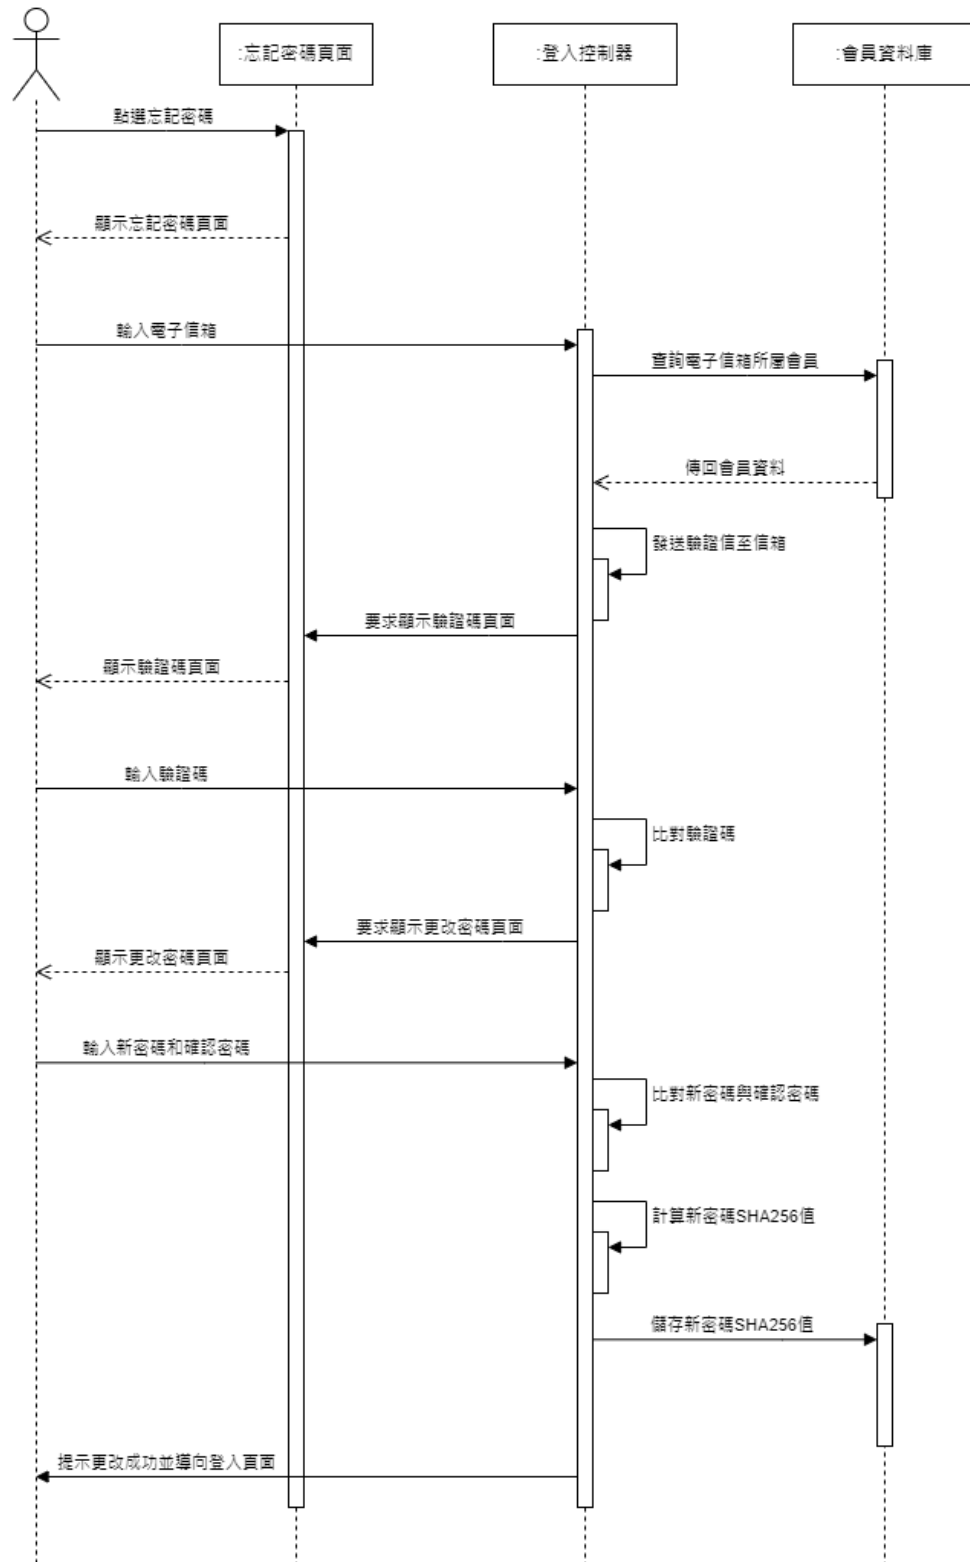 :忘記密碼頁面
:登入控制器
:會員資料庫
點選忘記密碼
顯示忘記密碼頁面
輸入電子信箱
查詢電子信箱所屬會員
傳回會員資料
發送驗證信至信箱
要求顯示驗證碼頁面
顯示驗證碼頁面
輸入驗證碼
比對驗證碼
要求顯示更改密碼頁面
顯示更改密碼頁面
輸入新密碼和確認密碼
比對新密碼與確認密碼
計算新密碼SHA256值
儲存新密碼SHA256值
提示更改成功並導向登入頁面